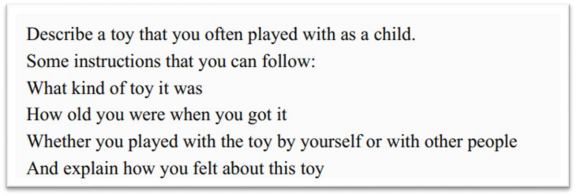 Describe a toy that you often played with as a child.
Some instructions that you can follow:
What kind of toy it was
How old you were when you got it
Whether you played with the toy by yourself or with other people
And explain how you felt about this toy